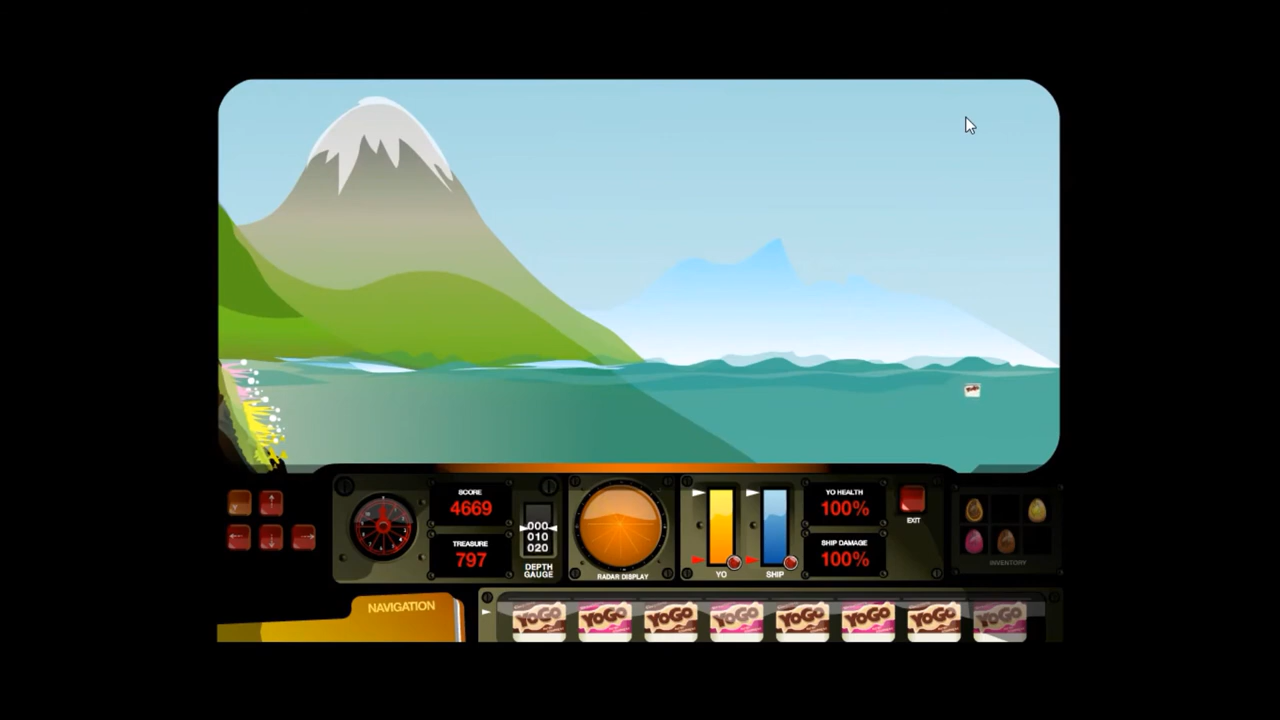 SCORE
4669
TREASURE
797
000
010
020
DEPTH
GAUGE
RADAR DISPLAY
YO
SHIP
YO HEALTH
100%
SHIP DAMAGE
100%
EXIT
INVENTORY
Y
NAVIGATION
YoGo YoGo YoGo YoGo YoGo YoGo YoGo YoGo